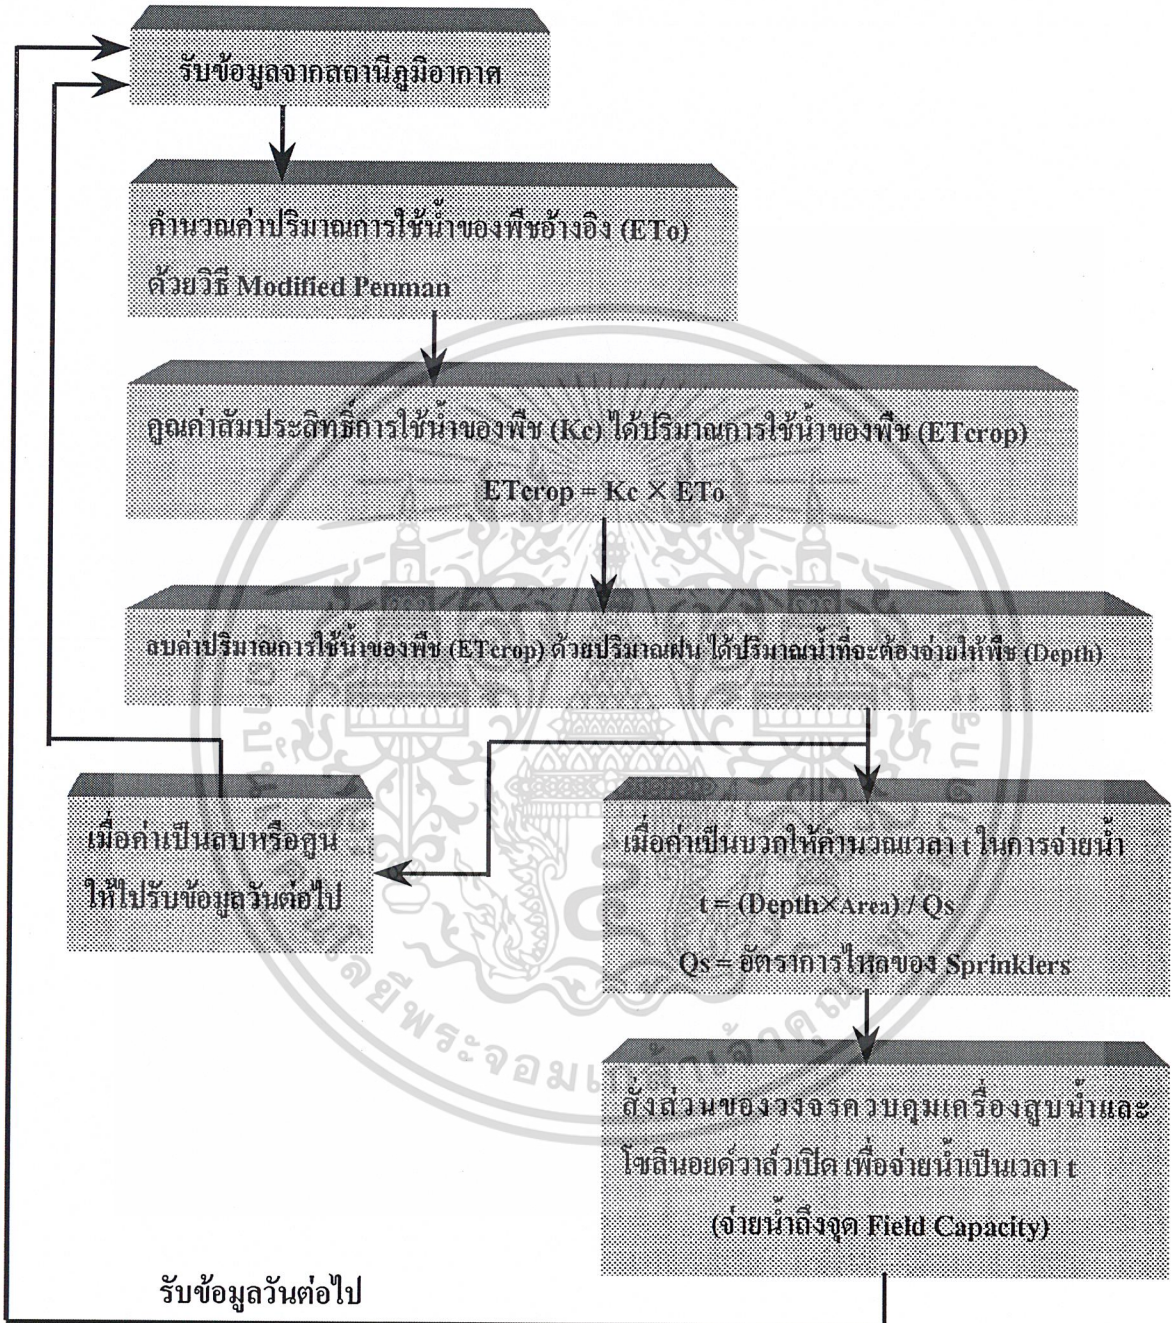 รับข้อมูลจากสถานีภูมิอากาศ
คำนวณค่าปริมาณการใช้น้ำของพืชอ้างอิง (ETo)
ด้วยวิธี Modified Penman
คูณค่าสัมประสิทธิ์การใช้น้ำของพืช (Kc) ได้ปริมาณการใช้น้ำของพืช (ETcrop)
ETcrop = Kc × ETo
ลบค่าปริมาณการใช้น้ำของพืช (ETcrop) ด้วยปริมาณฝน ได้ปริมาณน้ำที่จะต้องจ่ายให้พืช (Depth)
เมื่อค่าเป็นลบหรือศูน
ให้ไปรับข้อมูลวันต่อไป
เมื่อค่าเป็นบวกให้คำนวณเวลา t ในการจ่ายน้ำ
t = (Depth×Area) / Qs
Qs = อัตราการไหลของ Sprinklers
สั่งส่วนของวงจรควบคุมเครื่องสูบน้ำและ
โซลินอยด์วาล์วเปิด เพื่อจ่ายน้ำเป็นเวลา t
(จ่ายน้ำถึงจุด Field Capacity)
รับข้อมูลวันต่อไป